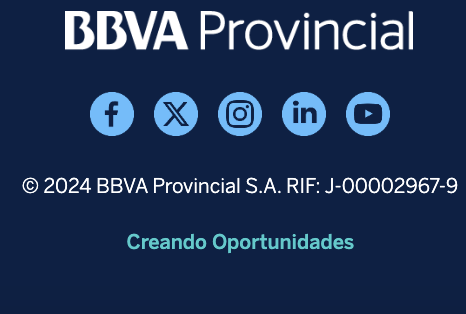 BBVA Provincial
© 2024 BBVA Provincial S.A. RIF: J-00002967-9
Creando Oportunidades